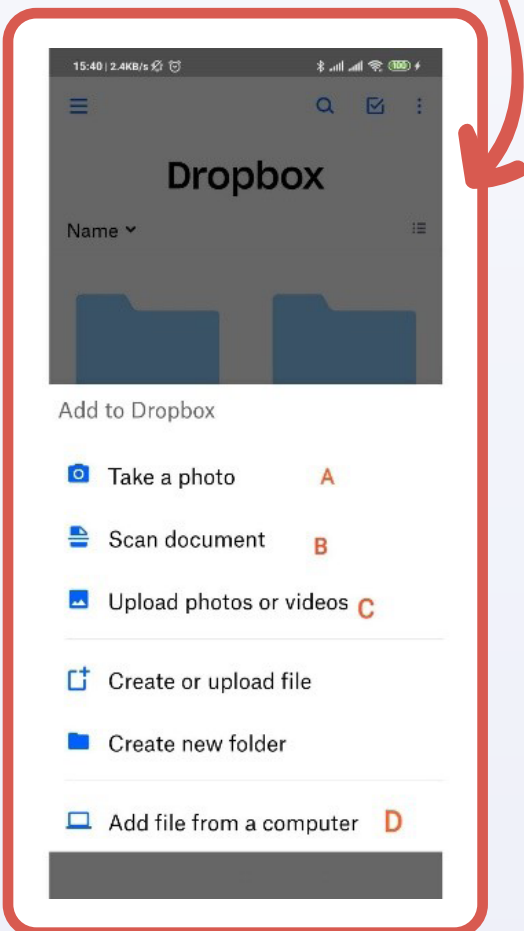 15:40 | 2.4KB/s 100
Dropbox
Name
Add to Dropbox
Take a photo A
Scan document B
Upload photos or videos C
Create or upload file
Create new folder
Add file from a computer D